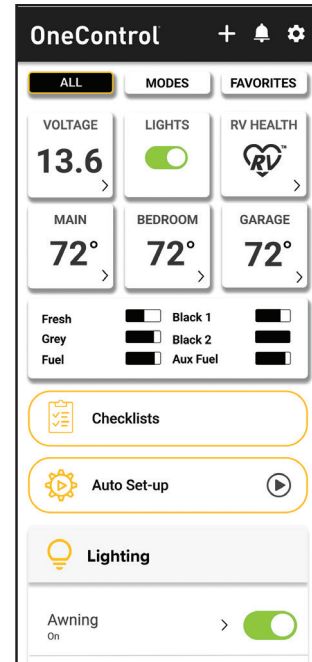 OneControl
ALL MODES FAVORITES
VOLTAGE LIGHTS RV HEALTH
13.6 RV™
MAIN BEDROOM GARAGE
72° 72° 72°
Fresh Black 1
Grey Black 2
Fuel Aux Fuel
Checklists
Auto Set-up
Lighting
Awning
On